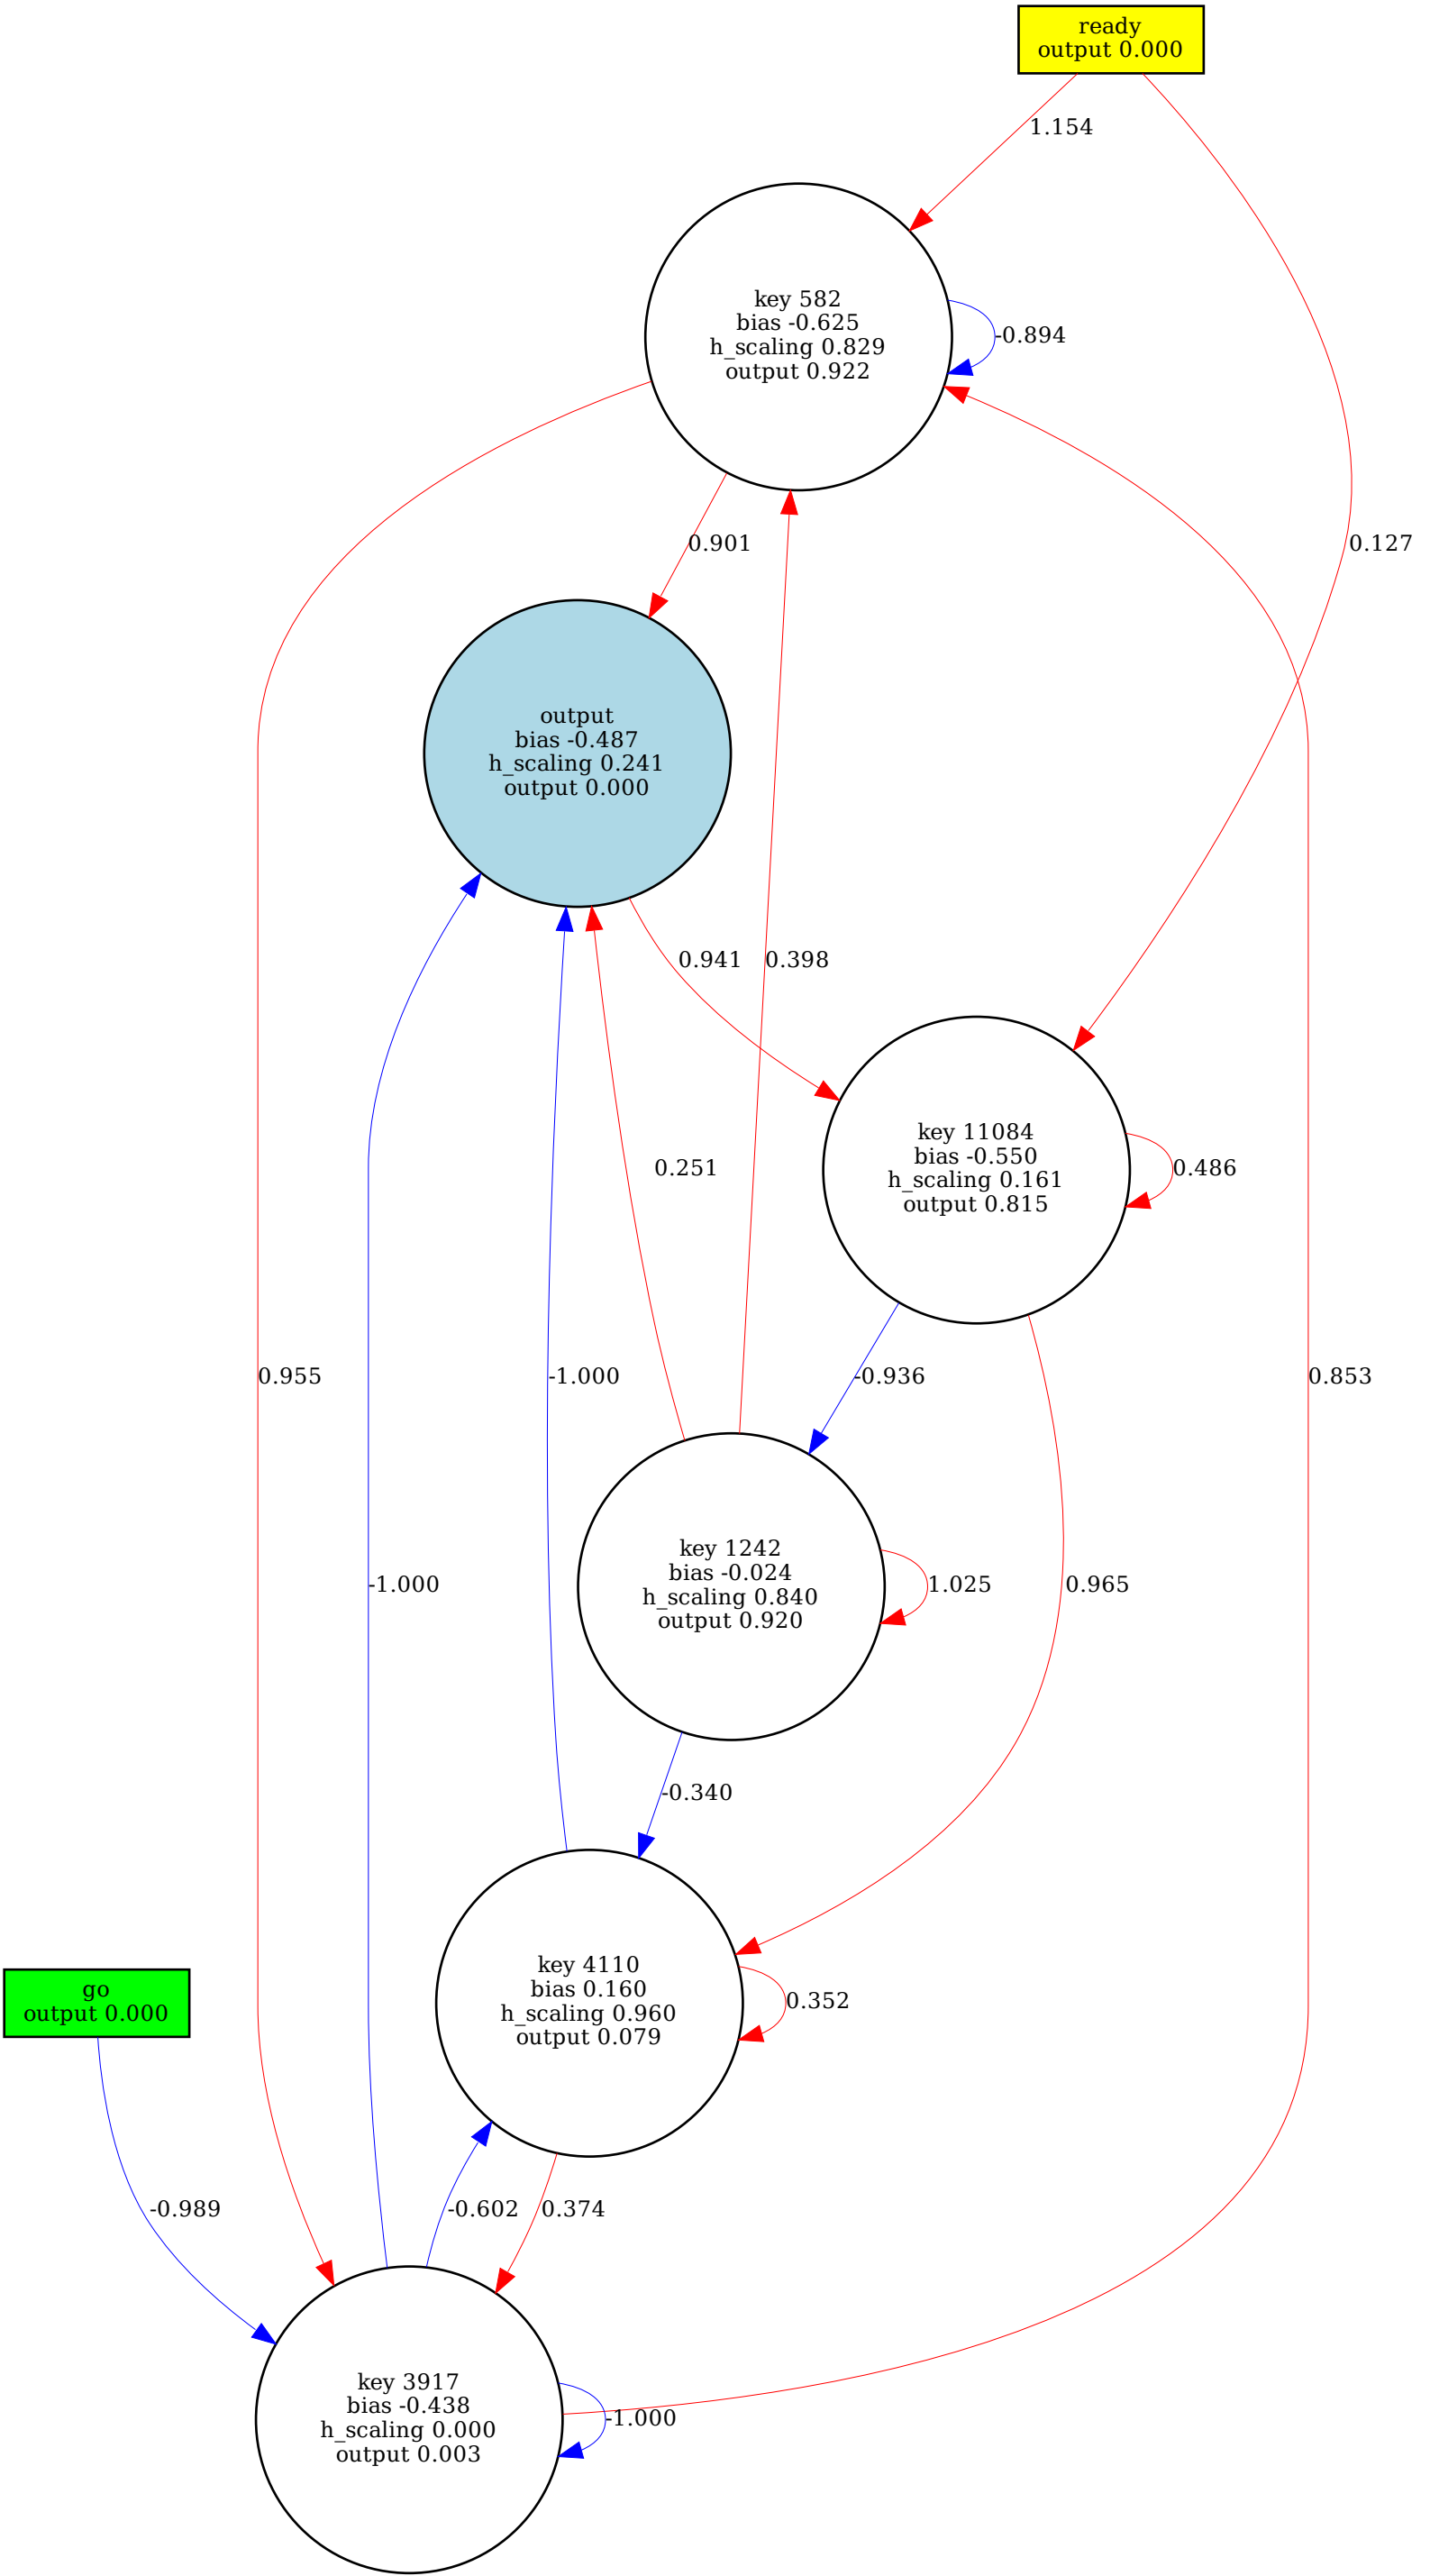 ready
output 0.000
1.154
key 582
bias -0.625
h_scaling 0.829
output 0.922
-0.894
0.901
0.127
output
bias -0.487
h_scaling 0.241
output 0.000
0.941
0.398
key 11084
bias -0.550
h_scaling 0.161
output 0.815
0.251
0.486
0.955
-1.000
-0.936
0.853
key 1242
bias -0.024
h_scaling 0.840
output 0.920
-1.000
1.025
0.965
-0.340
key 4110
bias 0.160
h_scaling 0.960
output 0.079
go
output 0.000
0.352
-0.989
-0.602
0.374
key 3917
bias -0.438
h_scaling 0.000
output 0.003
-1.000